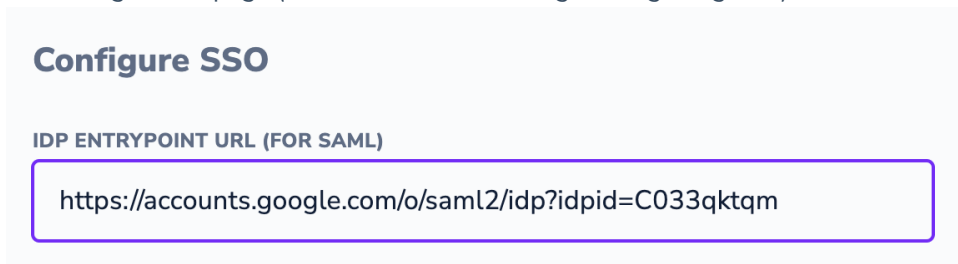 Configure SSO
IDP ENTRYPOINT URL (FOR SAML)
https://accounts.google.com/o/saml2/idp?idpid=C033qktqm